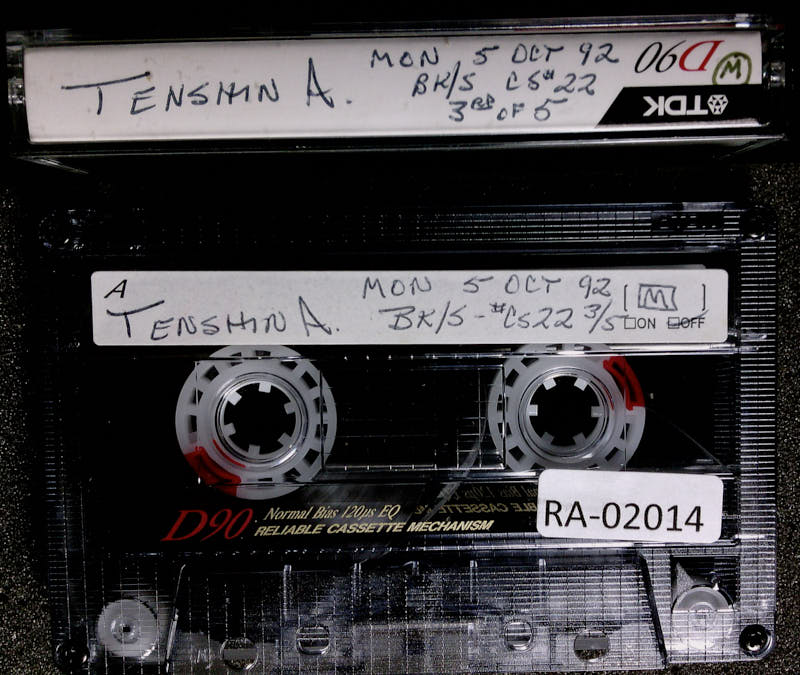 TENSHIN A.
MON 5 OCT 92
BK/S CS#22
3RD OF 5
D90
W
TDK
A
TENSHIN A.
MON 5 OCT 92 [M]
BK/S - #CS22 3/5
ON OFF
D90 Normal Bias 120µs EQ
RELIABLE CASSETTE MECHANISM
RA-02014